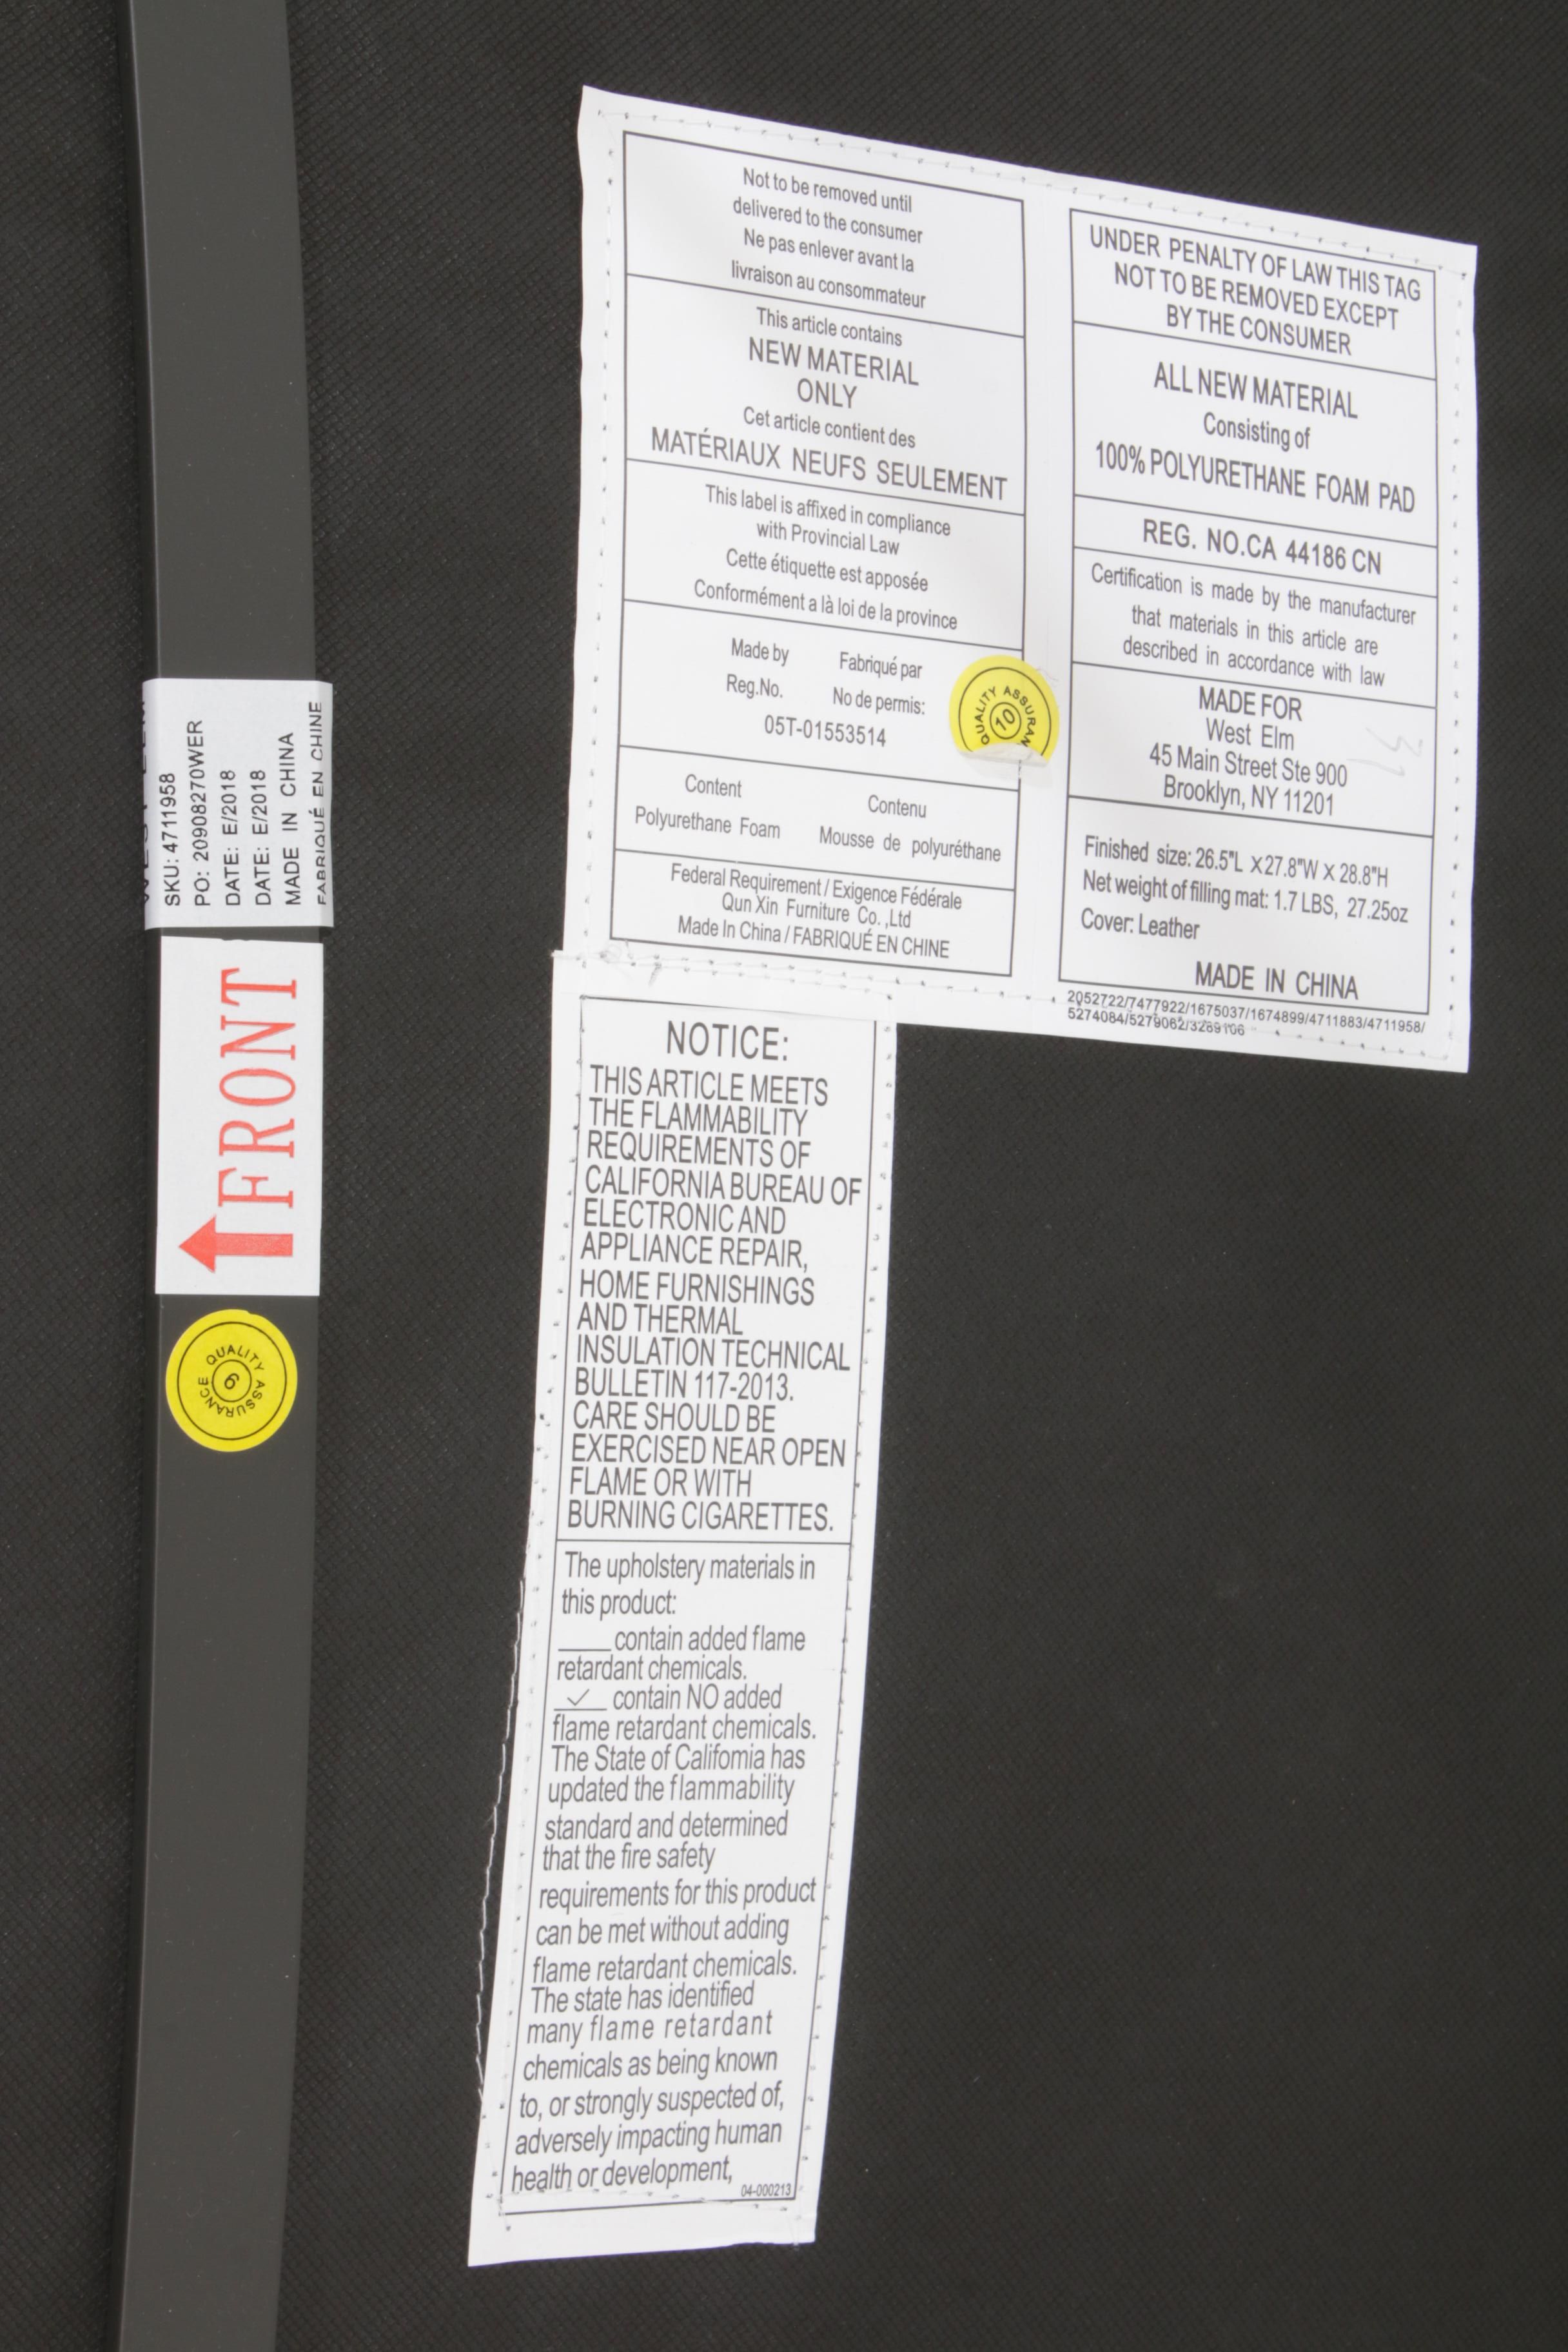 SKU: 4711958
PO: 20908270WER
DATE: E/2018
DATE: E/2018
MADE IN CHINA
FABRIQUÉ EN CHINE
FRONT
QUALITY ASSURANCE
9
Not to be removed until
delivered to the consumer
Ne pas enlever avant la
livraison au consommateur
This article contains
NEW MATERIAL
ONLY
Cet article contient des
MATÉRIAUX NEUFS SEULEMENT
This label is affixed in compliance
with Provincial Law
Cette étiquette est apposée
Conformément a là loi de la province
Made by Fabriqué par
Reg.No. No de permis:
05T-01553514
Content Contenu
Polyurethane Foam Mousse de polyuréthane
Federal Requirement / Exigence Fédérale
Qun Xin Furniture Co. ,Ltd
Made In China / FABRIQUÉ EN CHINE
QUALITY ASSURAN
10
UNDER PENALTY OF LAW THIS TAG
NOT TO BE REMOVED EXCEPT
BY THE CONSUMER
ALL NEW MATERIAL
Consisting of
100% POLYURETHANE FOAM PAD
REG. NO.CA 44186 CN
Certification is made by the manufacturer
that materials in this article are
described in accordance with law
MADE FOR
West Elm
45 Main Street Ste 900
Brooklyn, NY 11201
Finished size: 26.5"L X 27.8"W X 28.8"H
Net weight of filling mat: 1.7 LBS, 27.25oz
Cover: Leather
MADE IN CHINA
2052722/7477922/1675037/1674899/4711883/4711958/
5274084/5279062/3289106
NOTICE:
THIS ARTICLE MEETS
THE FLAMMABILITY
REQUIREMENTS OF
CALIFORNIA BUREAU OF
ELECTRONIC AND
APPLIANCE REPAIR,
HOME FURNISHINGS
AND THERMAL
INSULATION TECHNICAL
BULLETIN 117-2013.
CARE SHOULD BE
EXERCISED NEAR OPEN
FLAME OR WITH
BURNING CIGARETTES.
The upholstery materials in
this product:
_____ contain added flame
retardant chemicals.
✓ contain NO added
flame retardant chemicals.
The State of California has
updated the flammability
standard and determined
that the fire safety
requirements for this product
can be met without adding
flame retardant chemicals.
The state has identified
many flame retardant
chemicals as being known
to, or strongly suspected of,
adversely impacting human
health or development,
04-000213